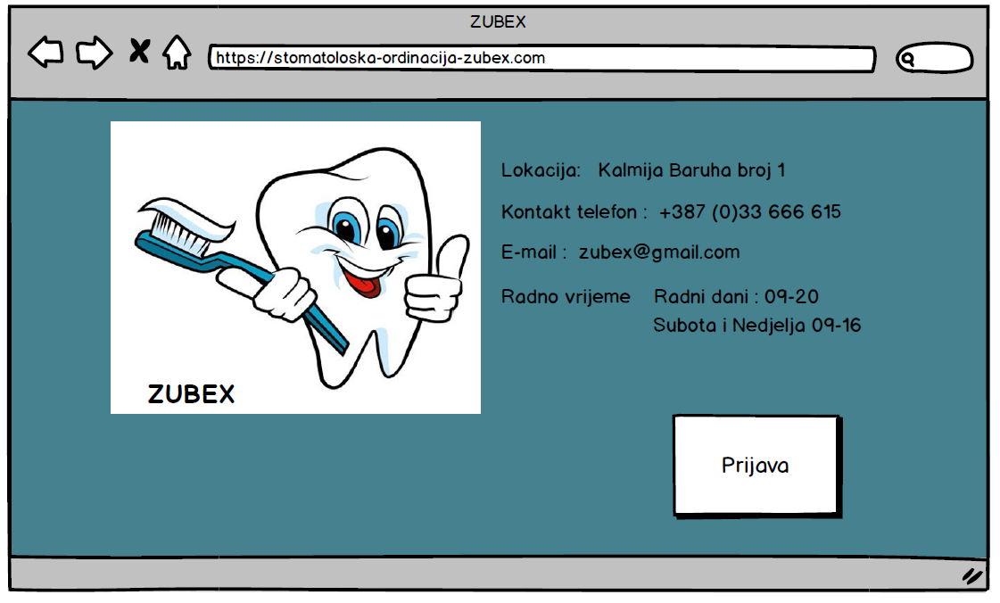 ZUBEX
https://stomatoloska-ordinacija-zubex.com
Lokacija: Kalmija Baruha broj 1
Kontakt telefon : +387 (0)33 666 615
E-mail : zubex@gmail.com
Radno vrijeme Radni dani : 09-20
Subota i Nedjelja 09-16
ZUBEX
Prijava